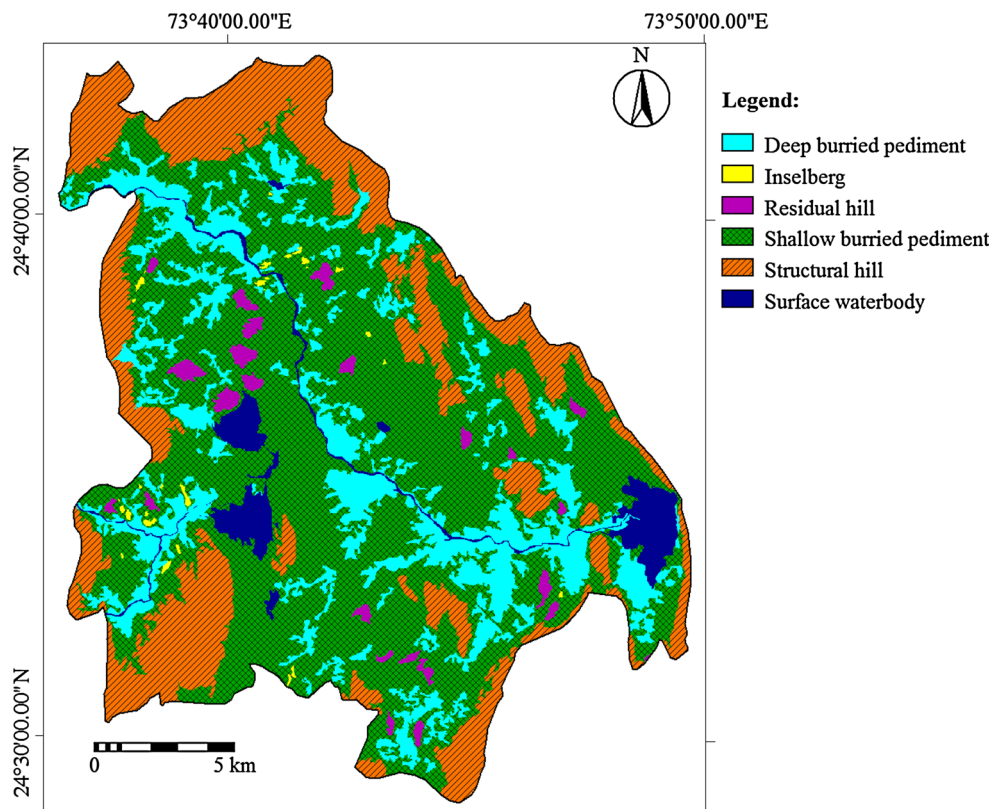 73°40'00.00"E
73°50'00.00"E
N
24°40'00.00"N
24°30'00.00"N
Legend:
Deep burried pediment
Inselberg
Residual hill
Shallow burried pediment
Structural hill
Surface waterbody
0
5 km